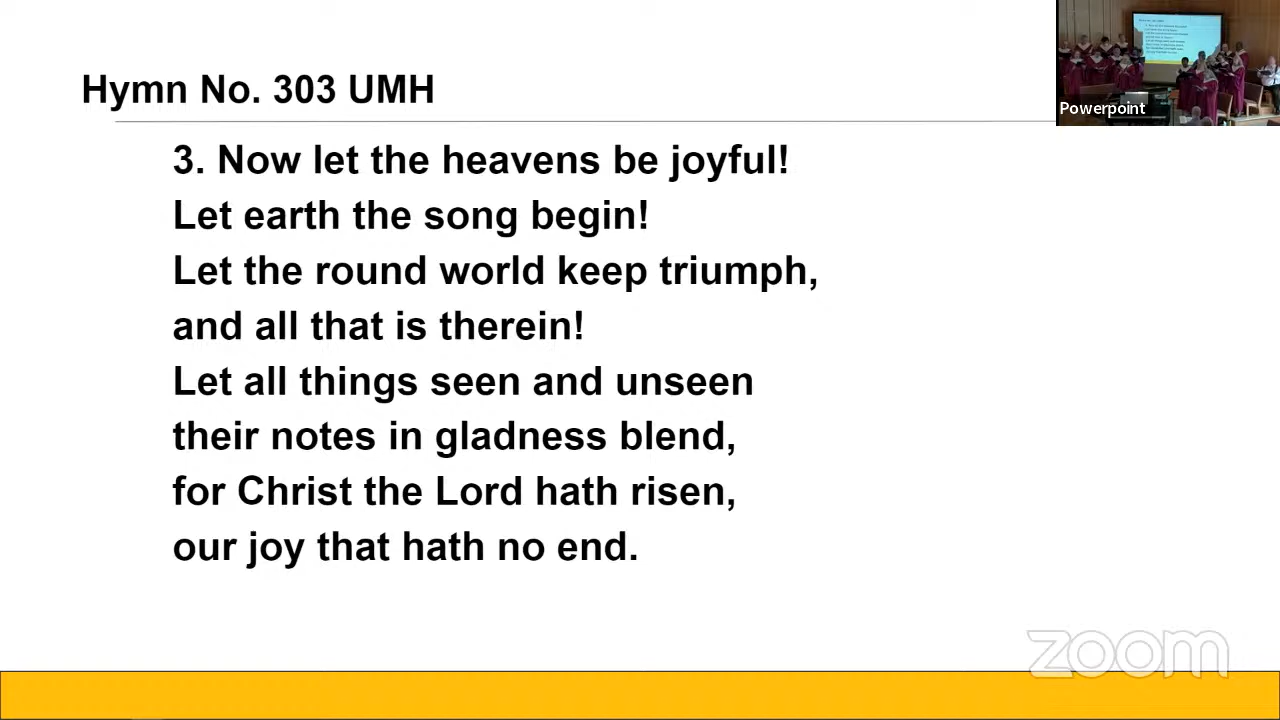 Hymn No. 303 UMH
Powerpoint
3. Now let the heavens be joyful!
Let earth the song begin!
Let the round world keep triumph,
and all that is therein!
Let all things seen and unseen
their notes in gladness blend,
for Christ the Lord hath risen,
our joy that hath no end.
zoom